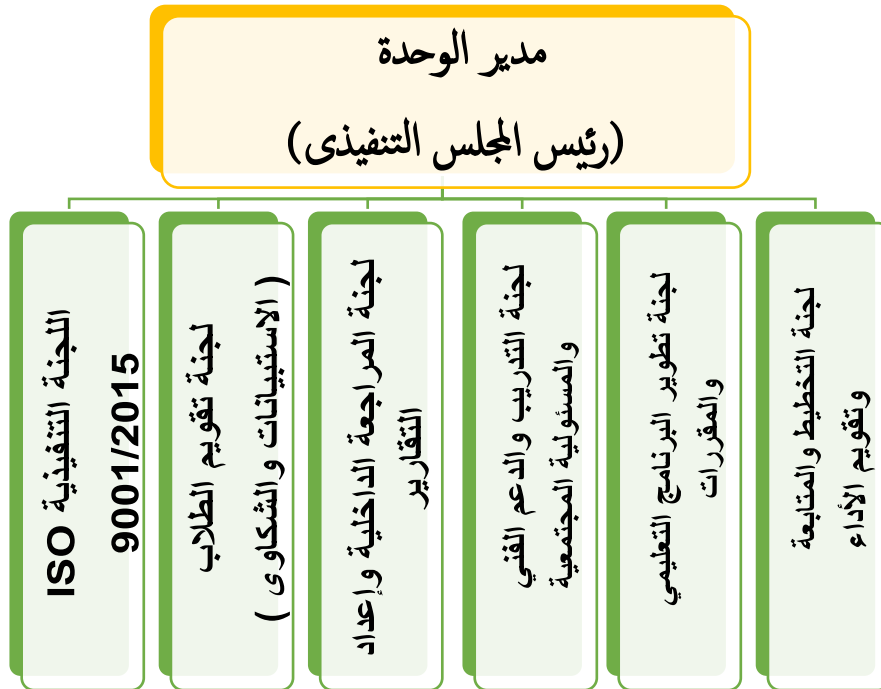 مدير الوحدة
(رئيس المجلس التنفيذى)
لجنة التخطيط والمتابعة
وتقويم الأداء
لجنة تطوير البرنامج التعليمي
والمقررات
لجنة التدريب والدعم الفني
والمسئولية المجتمعية
لجنة المراجعة الداخلية وإعداد
التقارير
لجنة تقويم الطلاب
( الاستبيانات والشكاوى )
اللجنة التنفيذية ISO
9001/2015